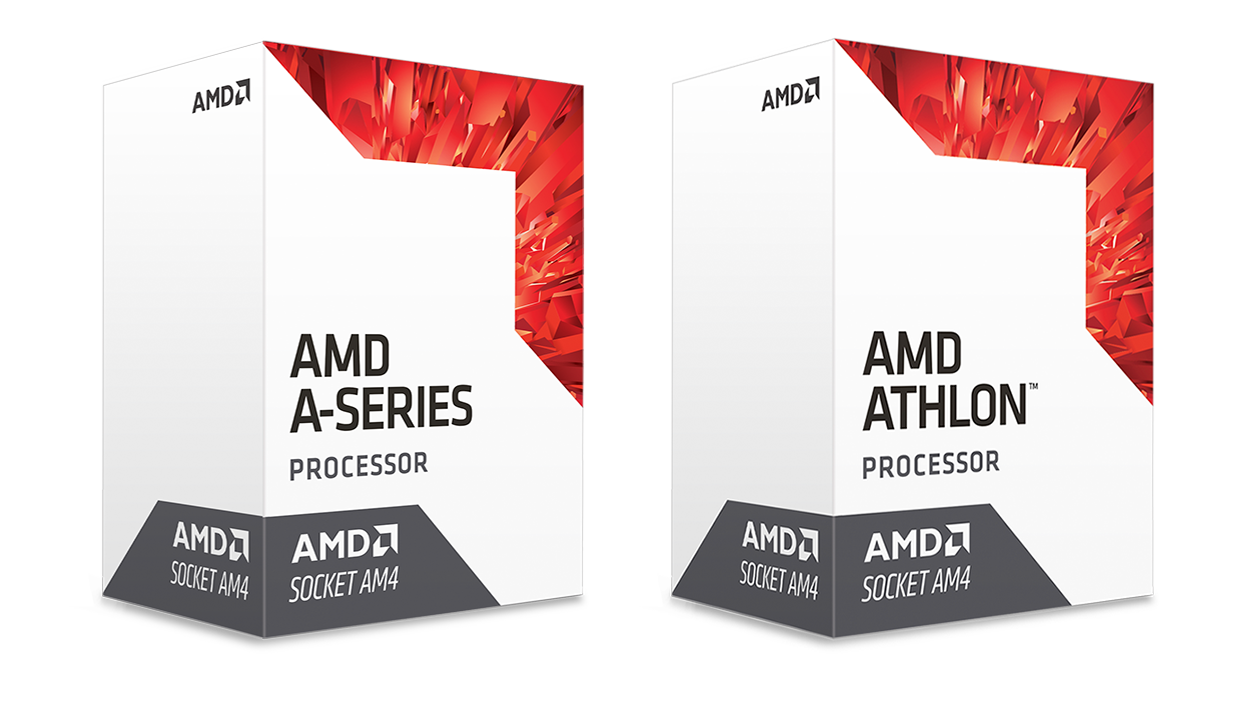 AMD
AMD
A-SERIES
PROCESSOR
AMD
SOCKET AM4
AMD
SOCKET AM4
AMD
AMD
ATHLON™
PROCESSOR
AMD
SOCKET AM4
AMD
SOCKET AM4